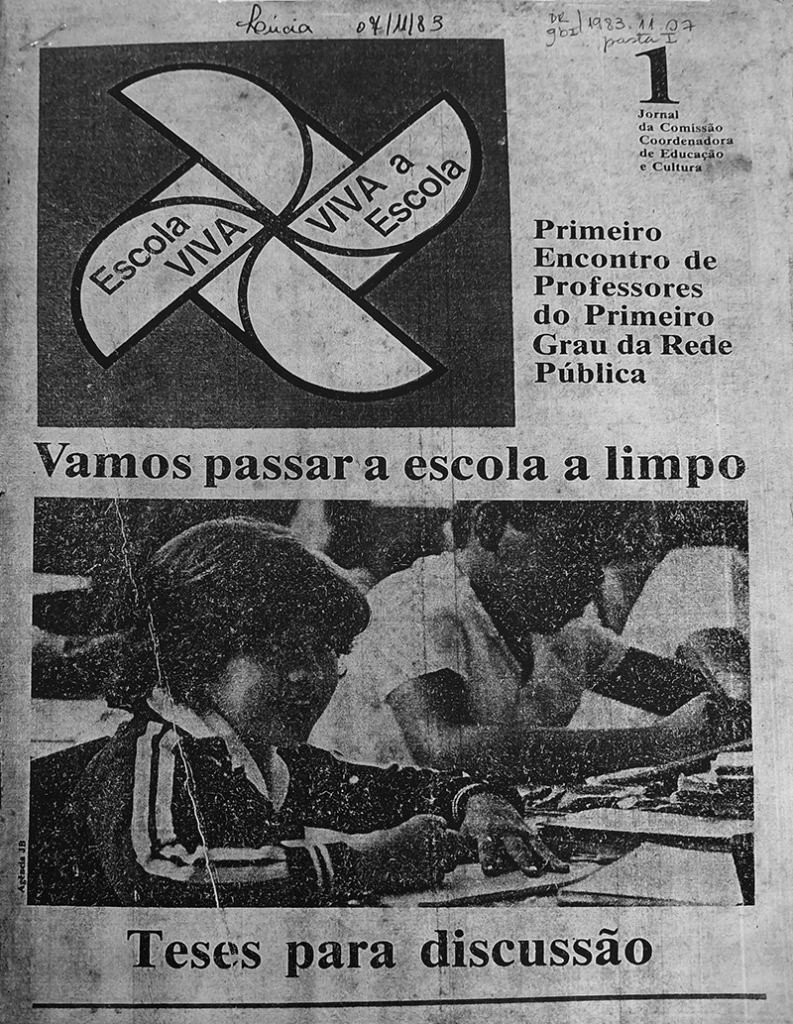 Lúcia 07/11/83
DR
gbI/1983.11.07
pasta I
1
Jornal
da Comissão
Coordenadora
de Educação
e Cultura
Escola
VIVA
VIVA a
Escola
Primeiro
Encontro de
Professores
do Primeiro
Grau da Rede
Pública
Vamos passar a escola a limpo
Agência JB
Teses para discussão